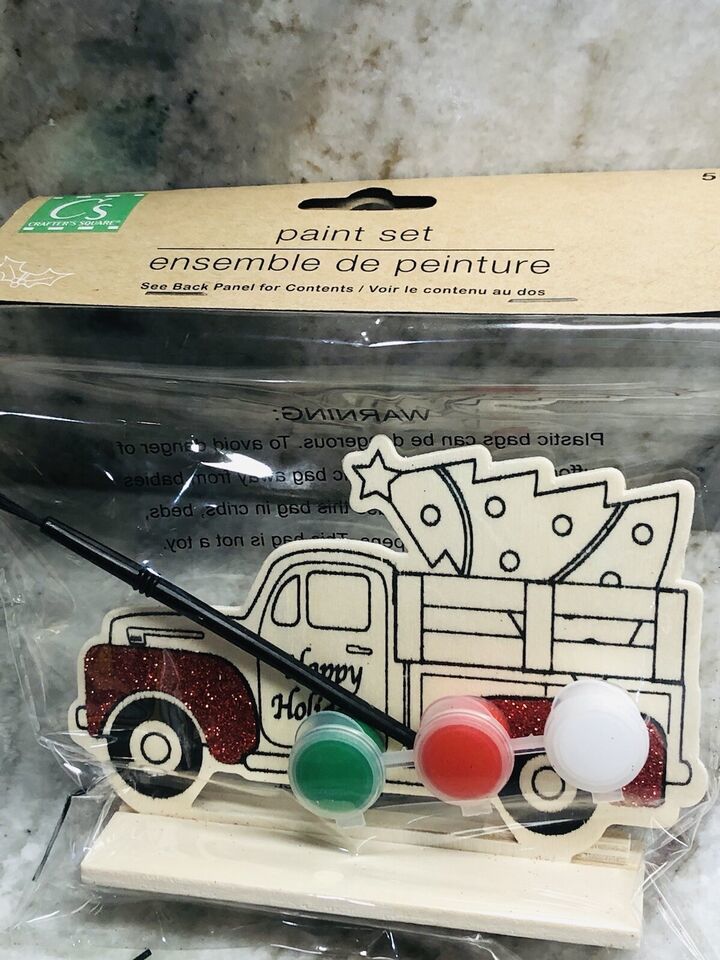 C's
CRAFTER'S SQUARE®
5
paint set
ensemble de peinture
See Back Panel for Contents / Voir le contenu au dos
WARNING:
Plastic bags can be dangerous. To avoid danger of
bag away from babies
this bag in cribs, beds,
This bag is not a toy.
Happy